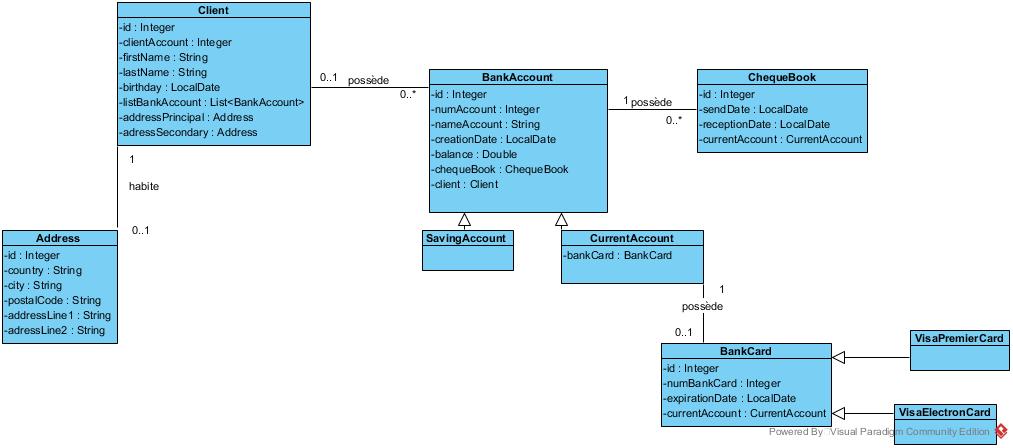 Client
-id : Integer
-clientAccount : Integer
-firstName : String
-lastName : String
-birthday : LocalDate
-listBankAccount : List<BankAccount>
-addressPrincipal : Address
-adressSecondary : Address
0..1
possède
0..*
BankAccount
-id : Integer
-numAccount : Integer
-nameAccount : String
-creationDate : LocalDate
-balance : Double
-chequeBook : ChequeBook
-client : Client
1
possède
0..*
ChequeBook
-id : Integer
-sendDate : LocalDate
-receptionDate : LocalDate
-currentAccount : CurrentAccount
1
habite
0..1
Address
-id : Integer
-country : String
-city : String
-postalCode : String
-addressLine1 : String
-adressLine2 : String
SavingAccount
CurrentAccount
-bankCard : BankCard
1
possède
0..1
BankCard
-id : Integer
-numBankCard : Integer
-expirationDate : LocalDate
-currentAccount : CurrentAccount
VisaPremierCard
VisaElectronCard
Powered By Visual Paradigm Community Edition